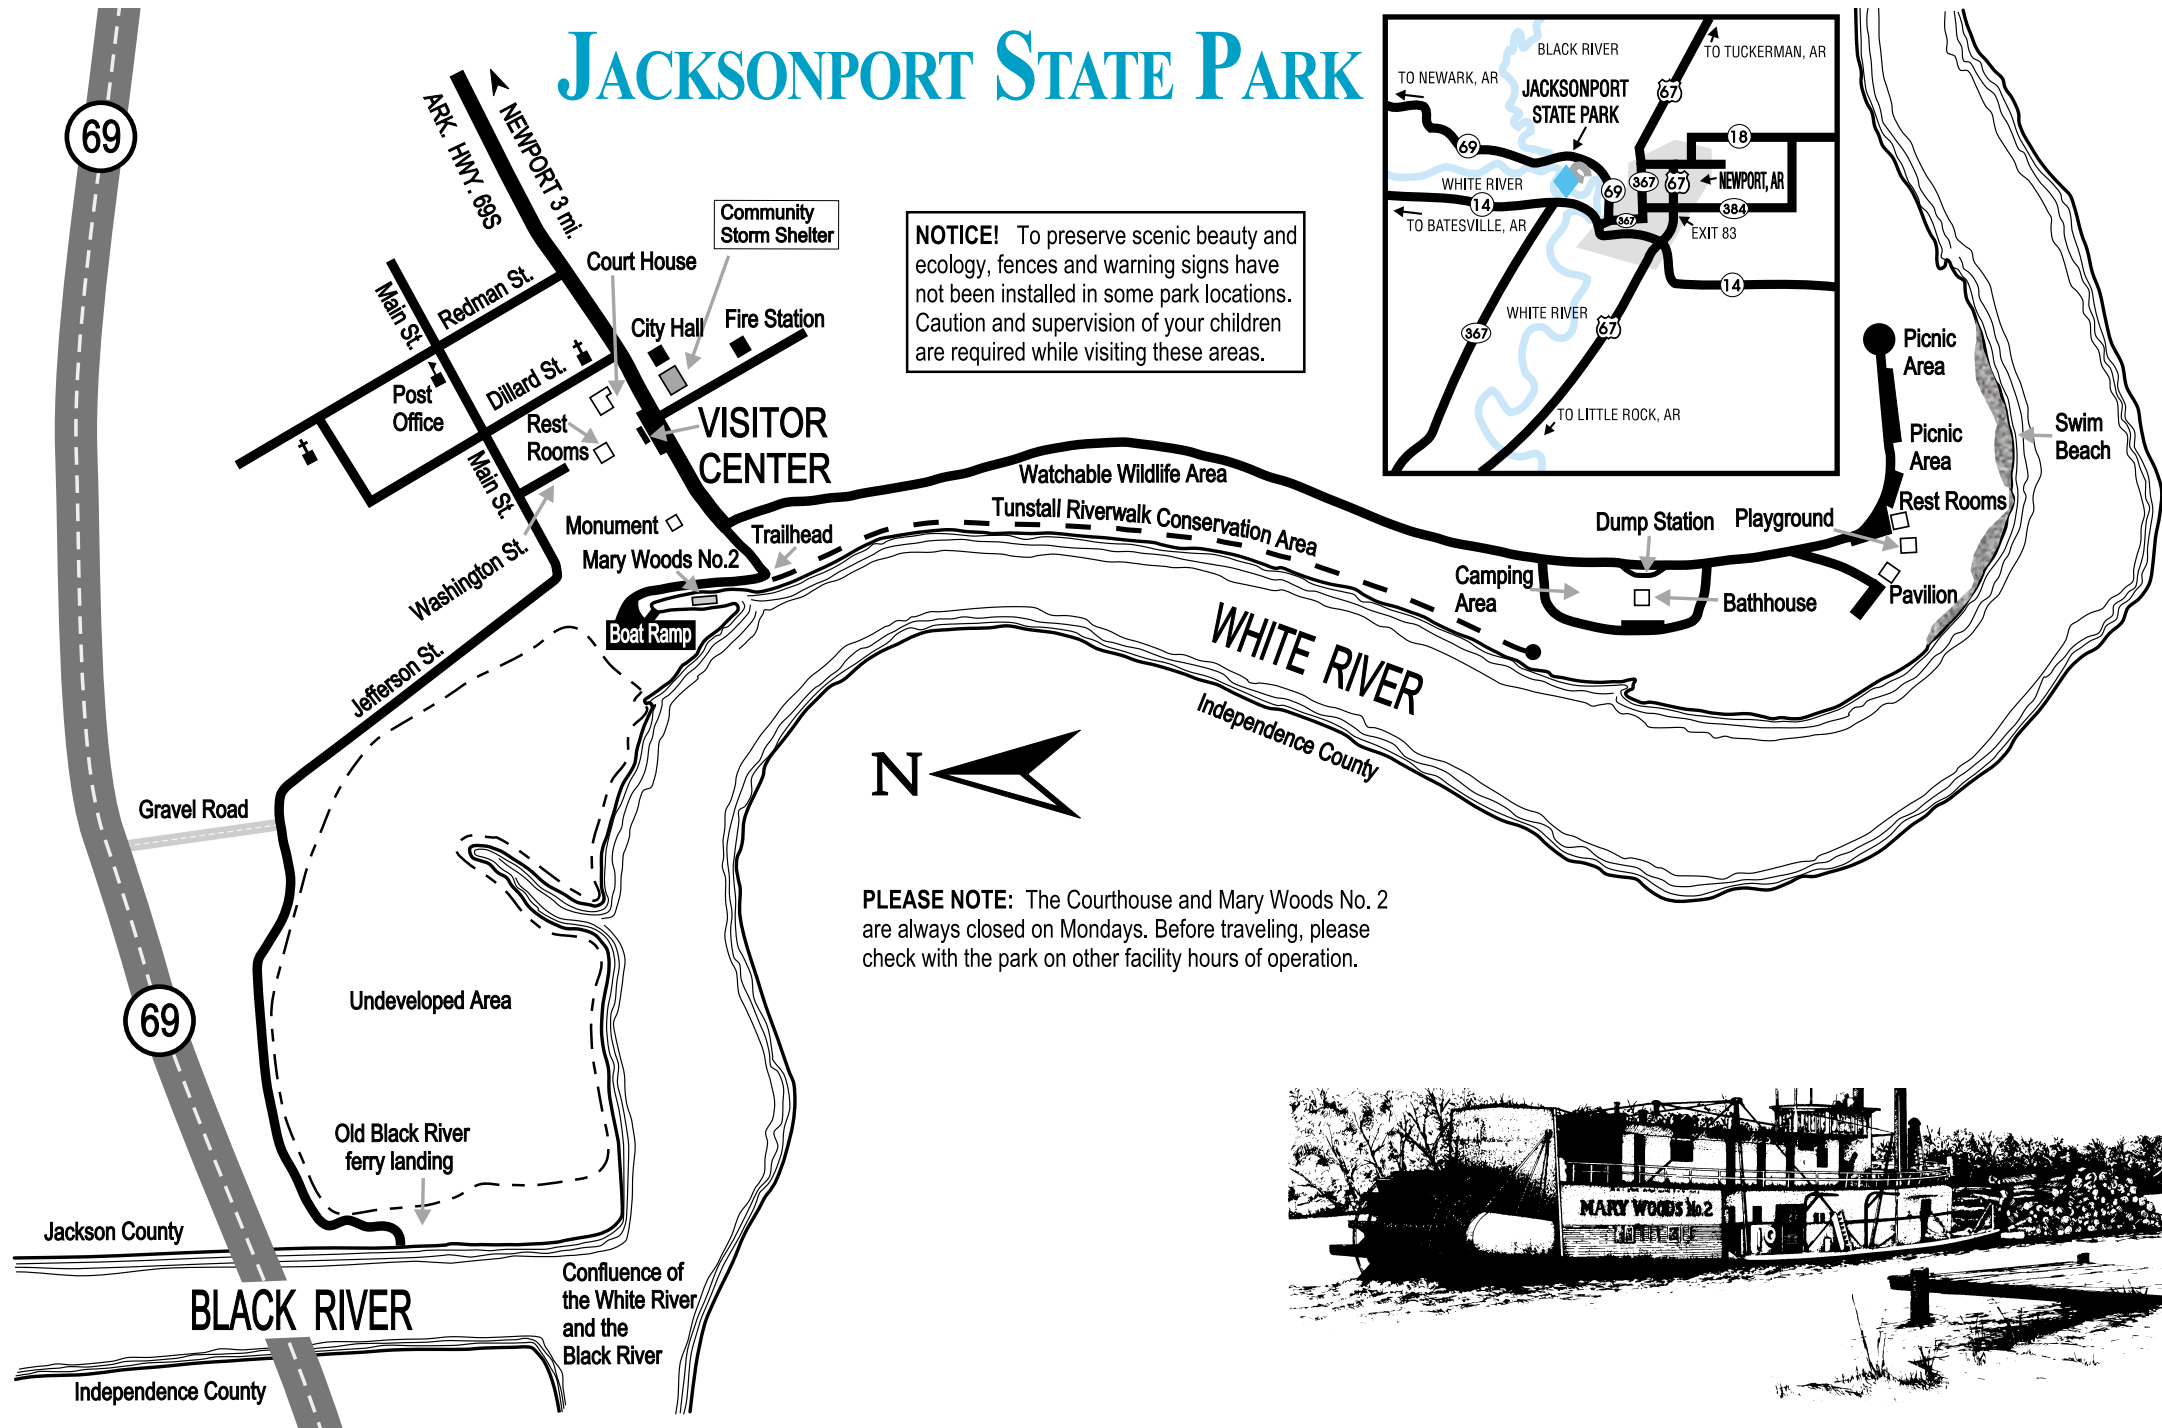 JACKSONPORT STATE PARK
69
ARK. HWY. 69S
NEWPORT 3 mi.
Community
Storm Shelter
Court House
City Hall
Fire Station
Main St.
Redman St.
Dillard St.
Post
Office
Rest
Rooms
Main St.
VISITOR
CENTER
Monument
Mary Woods No.2
Trailhead
Washington St.
Boat Ramp
Jefferson St.
Gravel Road
NOTICE! To preserve scenic beauty and
ecology, fences and warning signs have
not been installed in some park locations.
Caution and supervision of your children
are required while visiting these areas.
BLACK RIVER
TO TUCKERMAN, AR
TO NEWARK, AR
JACKSONPORT
STATE PARK
67
18
69
WHITE RIVER
69
367
67
NEWPORT, AR
14
367
384
TO BATESVILLE, AR
EXIT 83
14
WHITE RIVER
367
67
TO LITTLE ROCK, AR
Watchable Wildlife Area
Tunstall Riverwalk Conservation Area
Picnic
Area
Picnic
Area
Swim
Beach
Rest Rooms
Dump Station
Playground
Camping
Area
Bathhouse
Pavilion
WHITE RIVER
Independence County
N
PLEASE NOTE: The Courthouse and Mary Woods No. 2
are always closed on Mondays. Before traveling, please
check with the park on other facility hours of operation.
69
Undeveloped Area
Old Black River
ferry landing
Jackson County
BLACK RIVER
Independence County
Confluence of
the White River
and the
Black River
MARY WOODS No.2